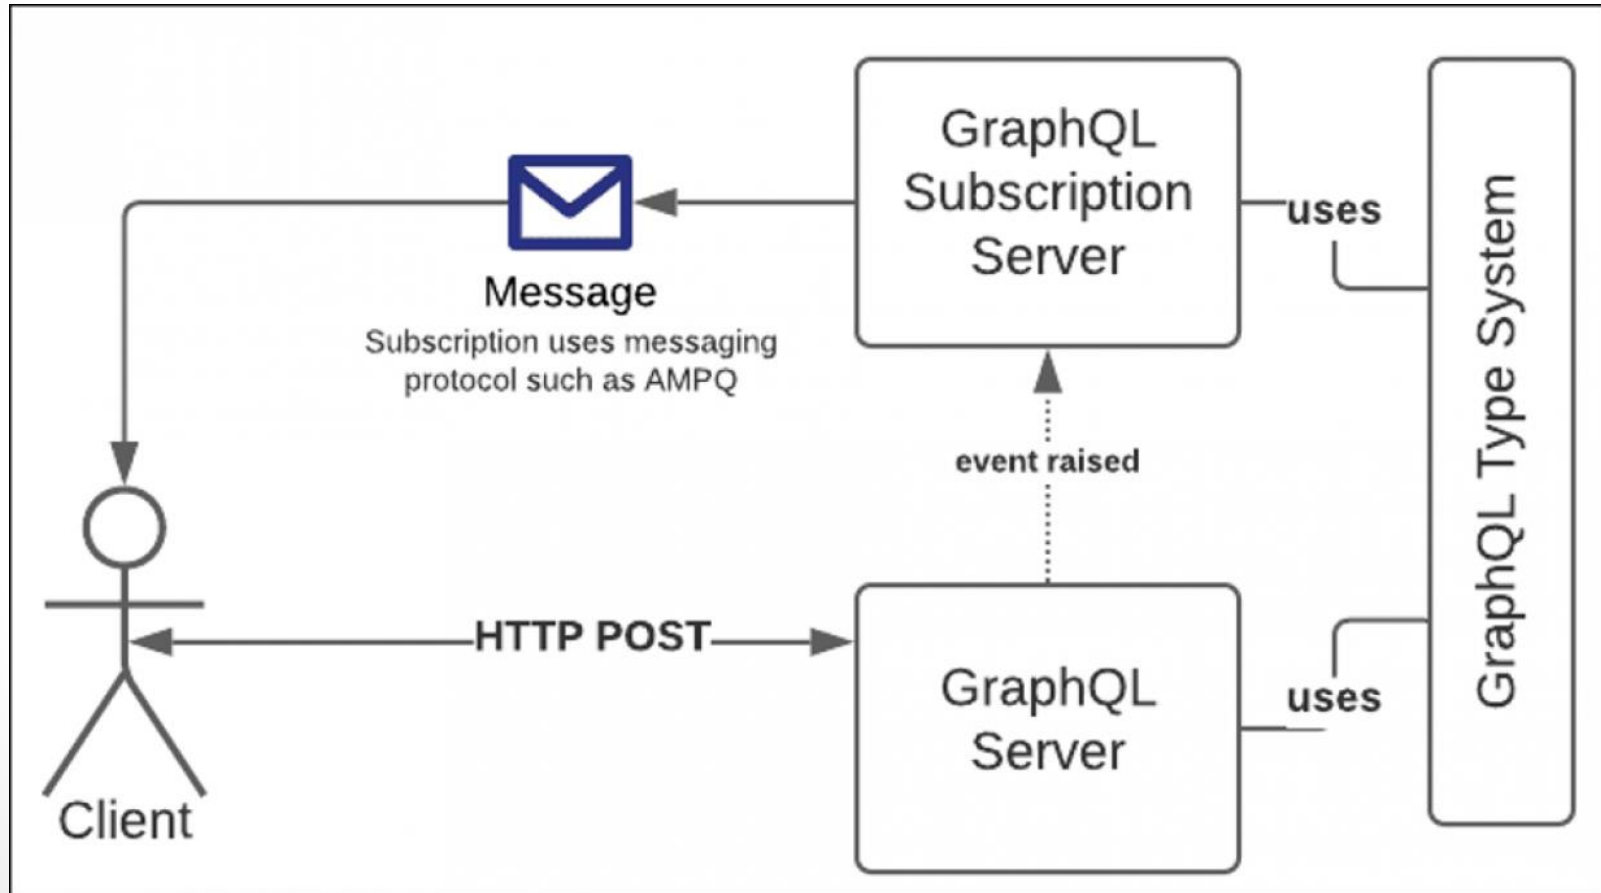 GraphQL
Subscription
Server
uses
Message
Subscription uses messaging
protocol such as AMPQ
event raised
GraphQL Type System
HTTP POST
GraphQL
Server
uses
Client